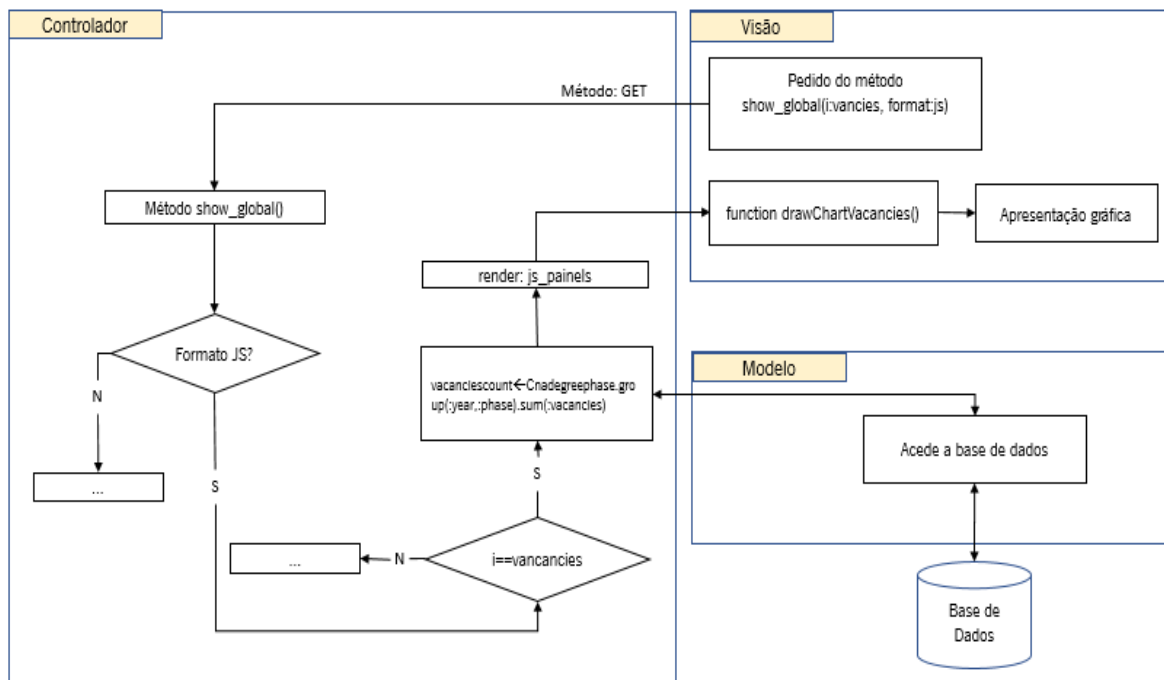 Controlador
Visão
Pedido do método
show_global(i:vancies, format:js)
Método: GET
Método show_global()
function drawChartVacancies()
Apresentação gráfica
render: js_painels
Formato JS?
N
...
S
vacanciescount←Cnadegreephase.gro
up(:year,:phase).sum(:vacancies)
S
i==vancancies
N
...
Modelo
Acede a base de dados
Base de
Dados